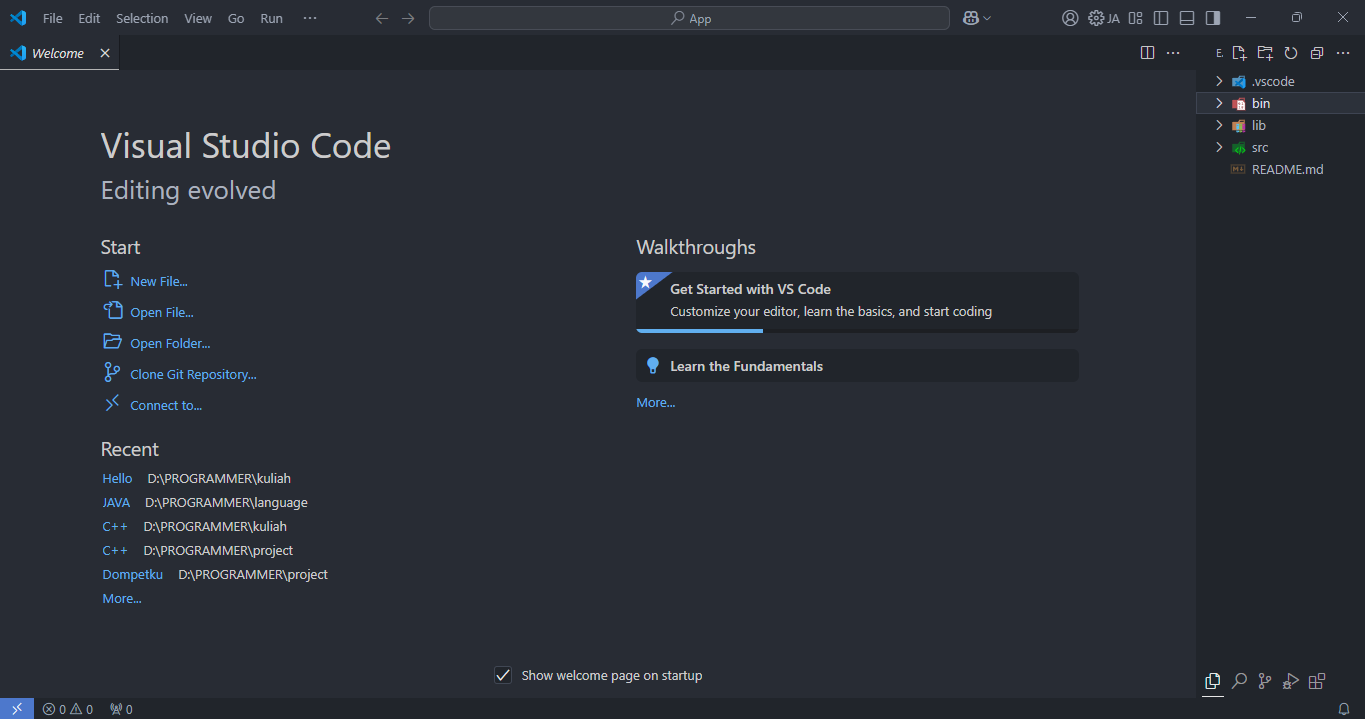 File Edit Selection View Go Run ··· App JA
Welcome
E.
.vscode
bin
lib
src
README.md
Visual Studio Code
Editing evolved
Start
New File...
Open File...
Open Folder...
Clone Git Repository...
Connect to...
Recent
Hello D:\PROGRAMMER\kuliah
JAVA D:\PROGRAMMER\language
C++ D:\PROGRAMMER\kuliah
C++ D:\PROGRAMMER\project
Dompetku D:\PROGRAMMER\project
More...
Walkthroughs
Get Started with VS Code
Customize your editor, learn the basics, and start coding
Learn the Fundamentals
More...
Show welcome page on startup
0 0 0